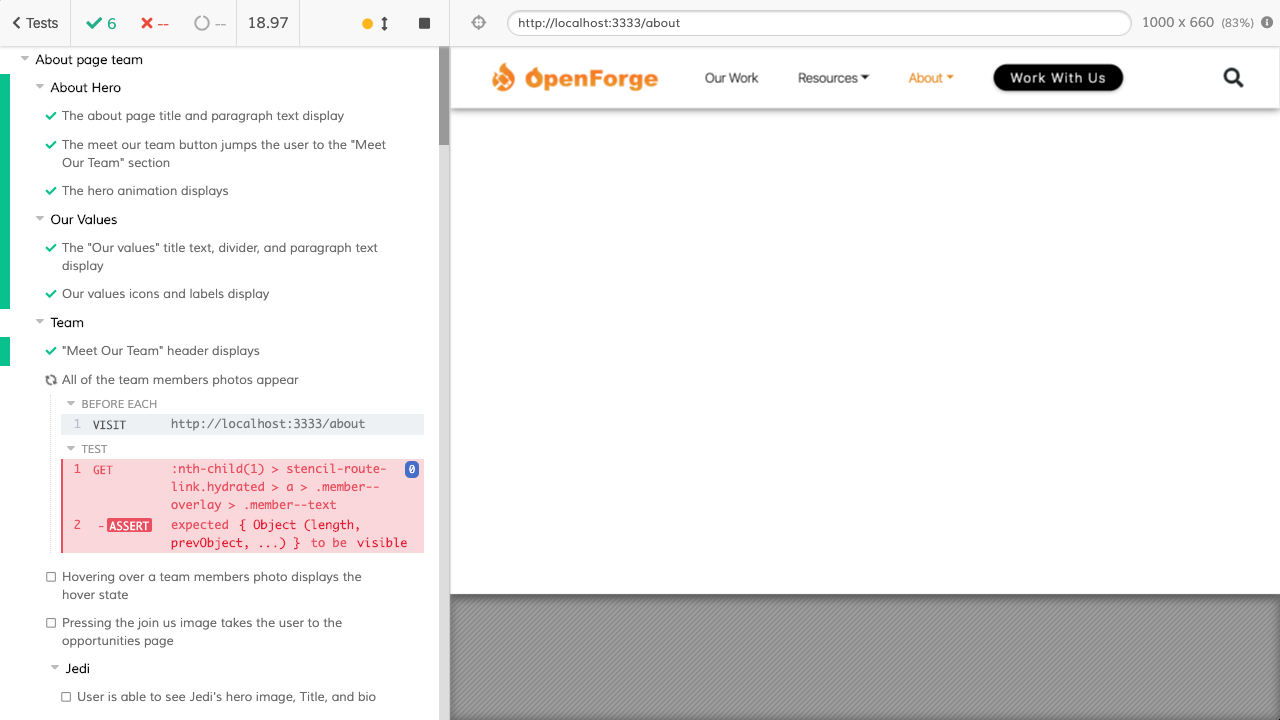 Tests 6 -- -- 18.97 http://localhost:3333/about 1000 x 660 (83%)
About page team
About Hero
The about page title and paragraph text display
The meet our team button jumps the user to the "Meet
Our Team" section
The hero animation displays
Our Values
The "Our values" title text, divider, and paragraph text
display
Our values icons and labels display
Team
"Meet Our Team" header displays
All of the team members photos appear
BEFORE EACH
1 VISIT http://localhost:3333/about
TEST
1 GET :nth-child(1) > stencil-route- 0
link.hydrated > a > .member--
overlay > .member--text
2 -ASSERT expected { Object (length,
prevObject, ...) } to be visible
Hovering over a team members photo displays the
hover state
Pressing the join us image takes the user to the
opportunities page
Jedi
User is able to see Jedi's hero image, Title, and bio
OpenForge Our Work Resources About Work With Us